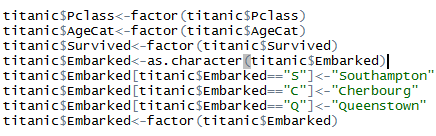 titanic$Pclass<-factor(titanic$Pclass)
titanic$AgeCat<-factor(titanic$AgeCat)
titanic$Survived<-factor(titanic$Survived)
titanic$Embarked<-as.character(titanic$Embarked)
titanic$Embarked[titanic$Embarked=="S"]<-"Southampton"
titanic$Embarked[titanic$Embarked=="C"]<-"Cherbourg"
titanic$Embarked[titanic$Embarked=="Q"]<-"Queenstown"
titanic$Embarked<-factor(titanic$Embarked)